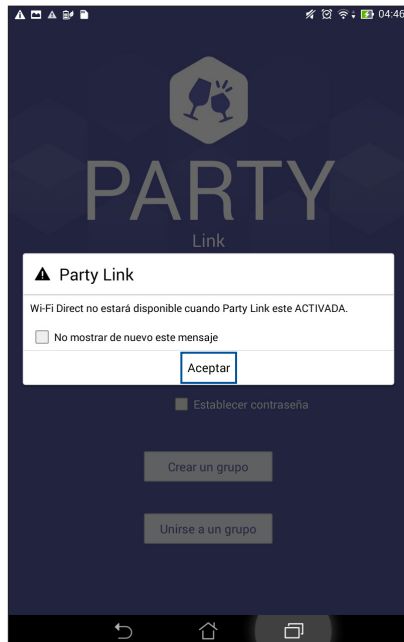 04:46
PARTY
Link
Party Link
Wi-Fi Direct no estará disponible cuando Party Link este ACTIVADA.
No mostrar de nuevo este mensaje
Aceptar
Establecer contraseña
Crear un grupo
Unirse a un grupo